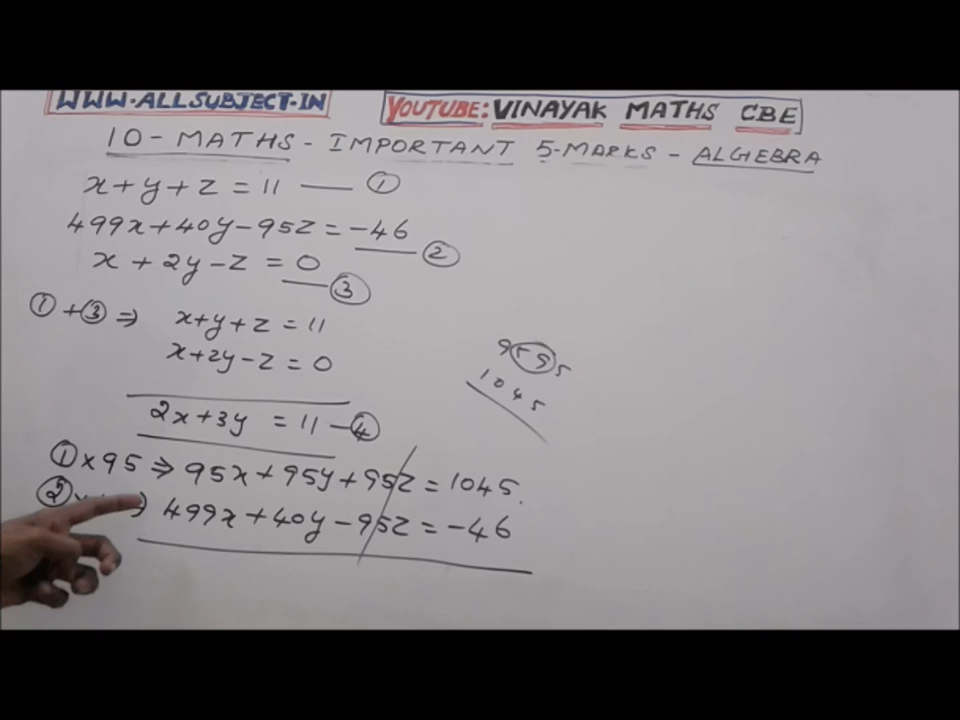 WWW.ALLSUBJECT.IN
YOUTUBE: VINAYAK MATHS CBE
10 - MATHS - IMPORTANT 5-MARKS - ALGEBRA
x + y + z = 11 — ①
499x + 40y - 95z = -46 — ②
x + 2y - z = 0 — ③
① + ③ ⇒ x + y + z = 11
x + 2y - z = 0
2x + 3y = 11 — ④
① × 95 ⇒ 95x + 95y + 95z = 1045.
② × ⇒ 499x + 40y - 95z = -46
1045